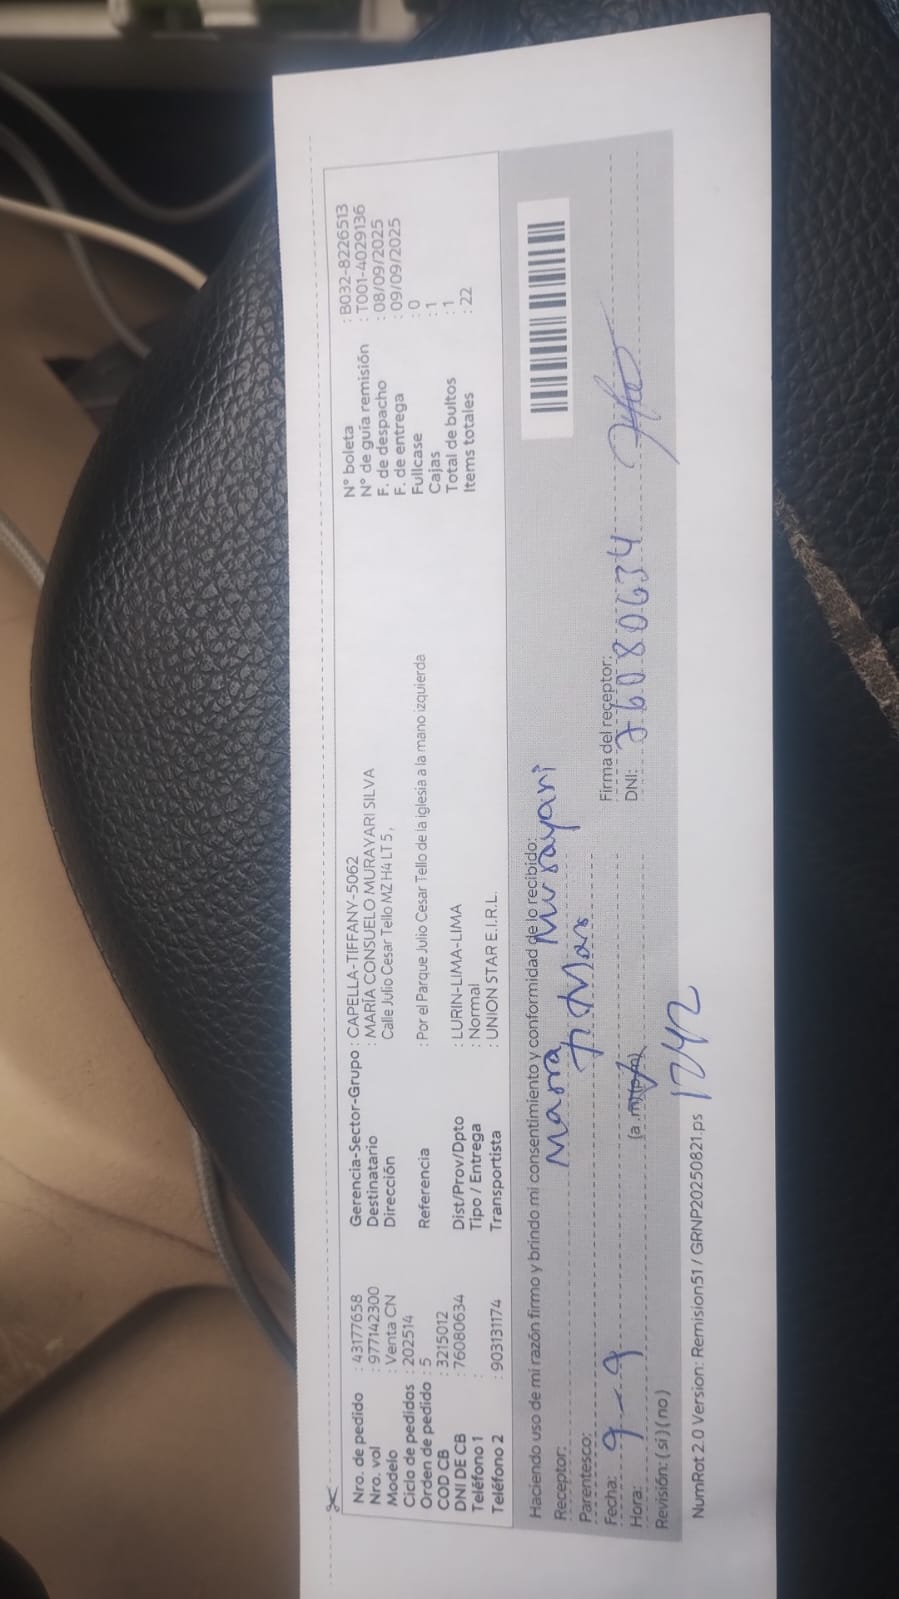 Nro. de pedido : 43177658
Nro. vol : 977142300
Modelo : Venta CN
Ciclo de pedidos : 202514
Orden de pedido : 5
COD CB : 3215012
DNI DE CB : 76080634
Teléfono 1 :
Teléfono 2 : 903131174
Gerencia-Sector-Grupo : CAPELLA-TIFFANY-5062
Destinatario : MARÍA CONSUELO MURAYARI SILVA
Dirección Calle Julio Cesar Tello MZ H4 LT 5 ,
Referencia : Por el Parque Julio Cesar Tello de la iglesia a la mano izquierda
Dist/Prov/Dpto : LURIN-LIMA-LIMA
Tipo / Entrega : Normal
Transportista : UNION STAR E.I.R.L.
N° boleta : B032-8226513
N° de guía remisión : T001-4029136
F. de despacho : 08/09/2025
F. de entrega : 09/09/2025
Fullcase : 0
Cajas : 1
Total de bultos : 1
Items totales : 22
Haciendo uso de mi razón firmo y brindo mi consentimiento y conformidad de lo recibido:
Receptor: Maria Murayari
Parentesco:
Fecha: 9-9
Firma del receptor:
Hora: (a.m)(p.m) 1242
DNI: 76080634
Revisión: (si) (no)
NumRot 2.0 Version: Remision51 / GRNP20250821.ps